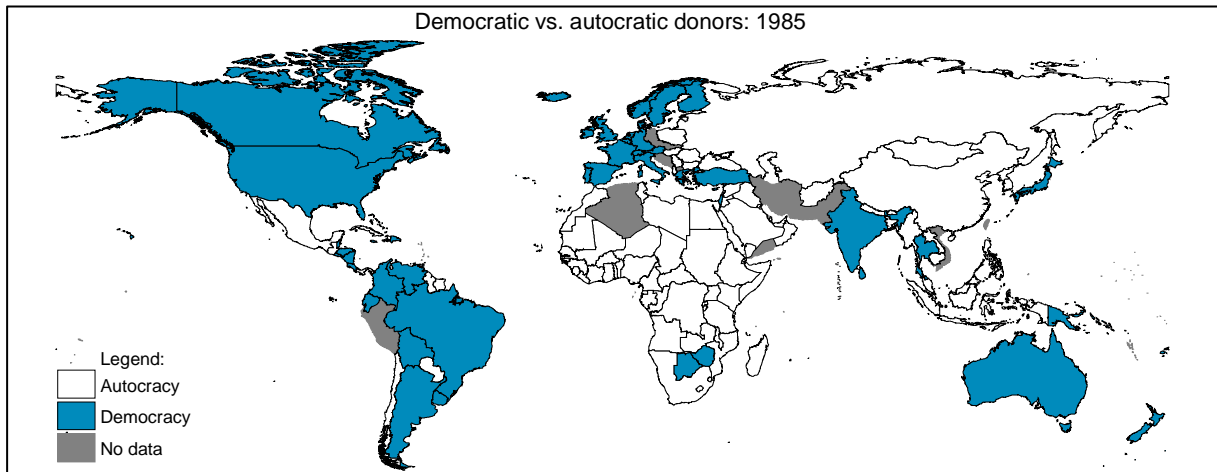 Democratic vs. autocratic donors: 1985
Legend:
Autocracy
Democracy
No data